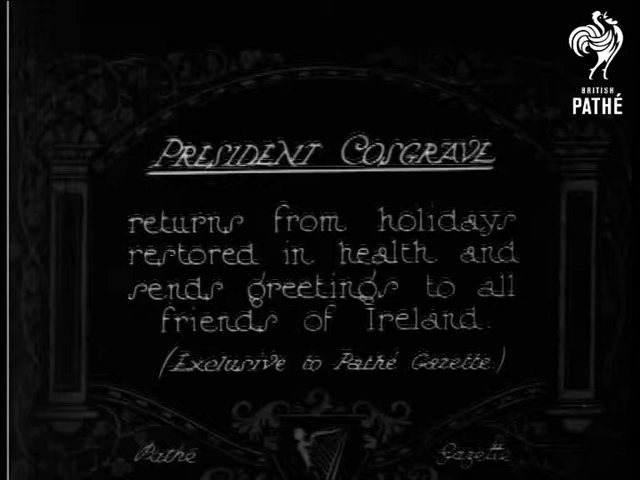 BRITISH
PATHÉ
PRESIDENT COSGRAVE
returns from holidays
restored in health and
sends greetings to all
friends of Ireland.
(Exclusive to Pathé Gazette.)
Pathé Gazette